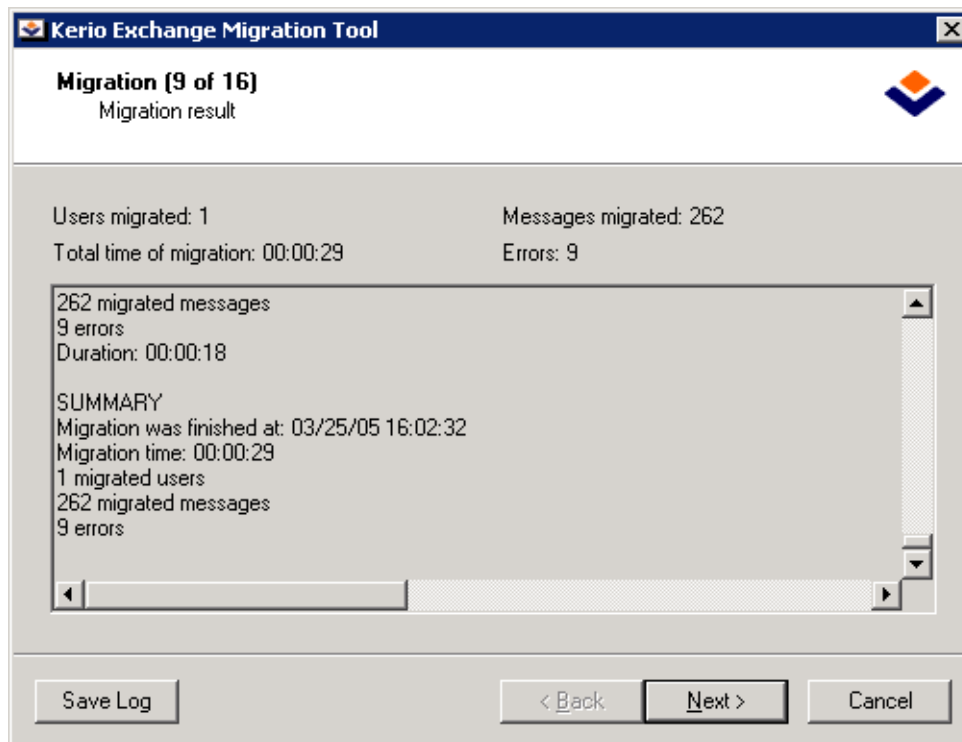 Kerio Exchange Migration Tool
Migration (9 of 16)
Migration result
Users migrated: 1
Messages migrated: 262
Total time of migration: 00:00:29
Errors: 9
262 migrated messages
9 errors
Duration: 00:00:18
SUMMARY
Migration was finished at: 03/25/05 16:02:32
Migration time: 00:00:29
1 migrated users
262 migrated messages
9 errors
Save Log
< Back
Next >
Cancel